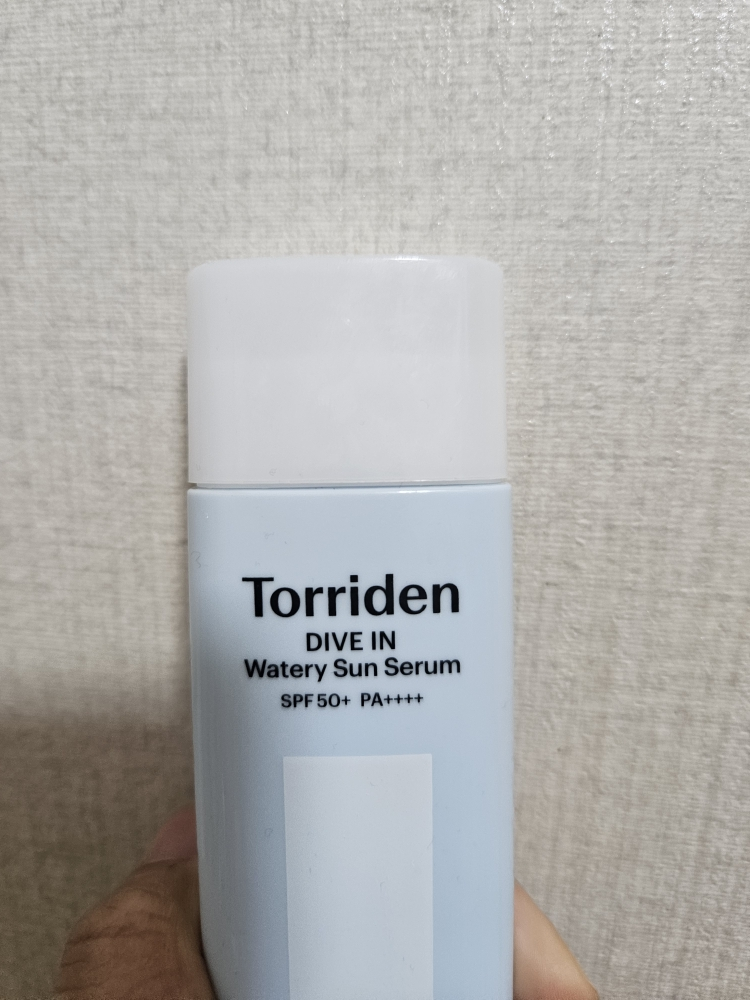 Torriden
DIVE IN
Watery Sun Serum
SPF50+ PA++++